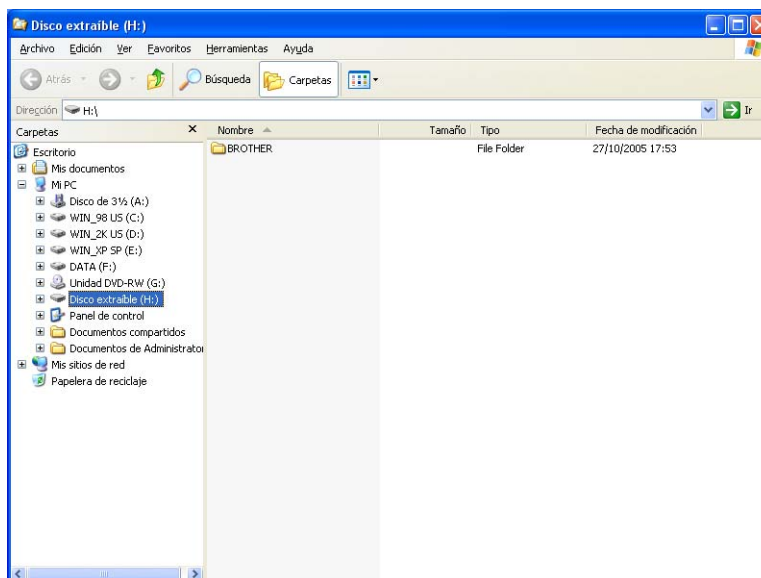 Disco extraíble (H:)
Archivo Edición Ver Favoritos Herramientas Ayuda
Atrás Búsqueda Carpetas
Dirección H:\ Ir
Carpetas Nombre Tamaño Tipo Fecha de modificación
Escritorio
BROTHER File Folder 27/10/2005 17:53
Mis documentos
Mi PC
Disco de 3½ (A:)
WIN_98 US (C:)
WIN_2K US (D:)
WIN_XP SP (E:)
DATA (F:)
Unidad DVD-RW (G:)
Disco extraíble (H:)
Panel de control
Documentos compartidos
Documentos de Administrator
Mis sitios de red
Papelera de reciclaje